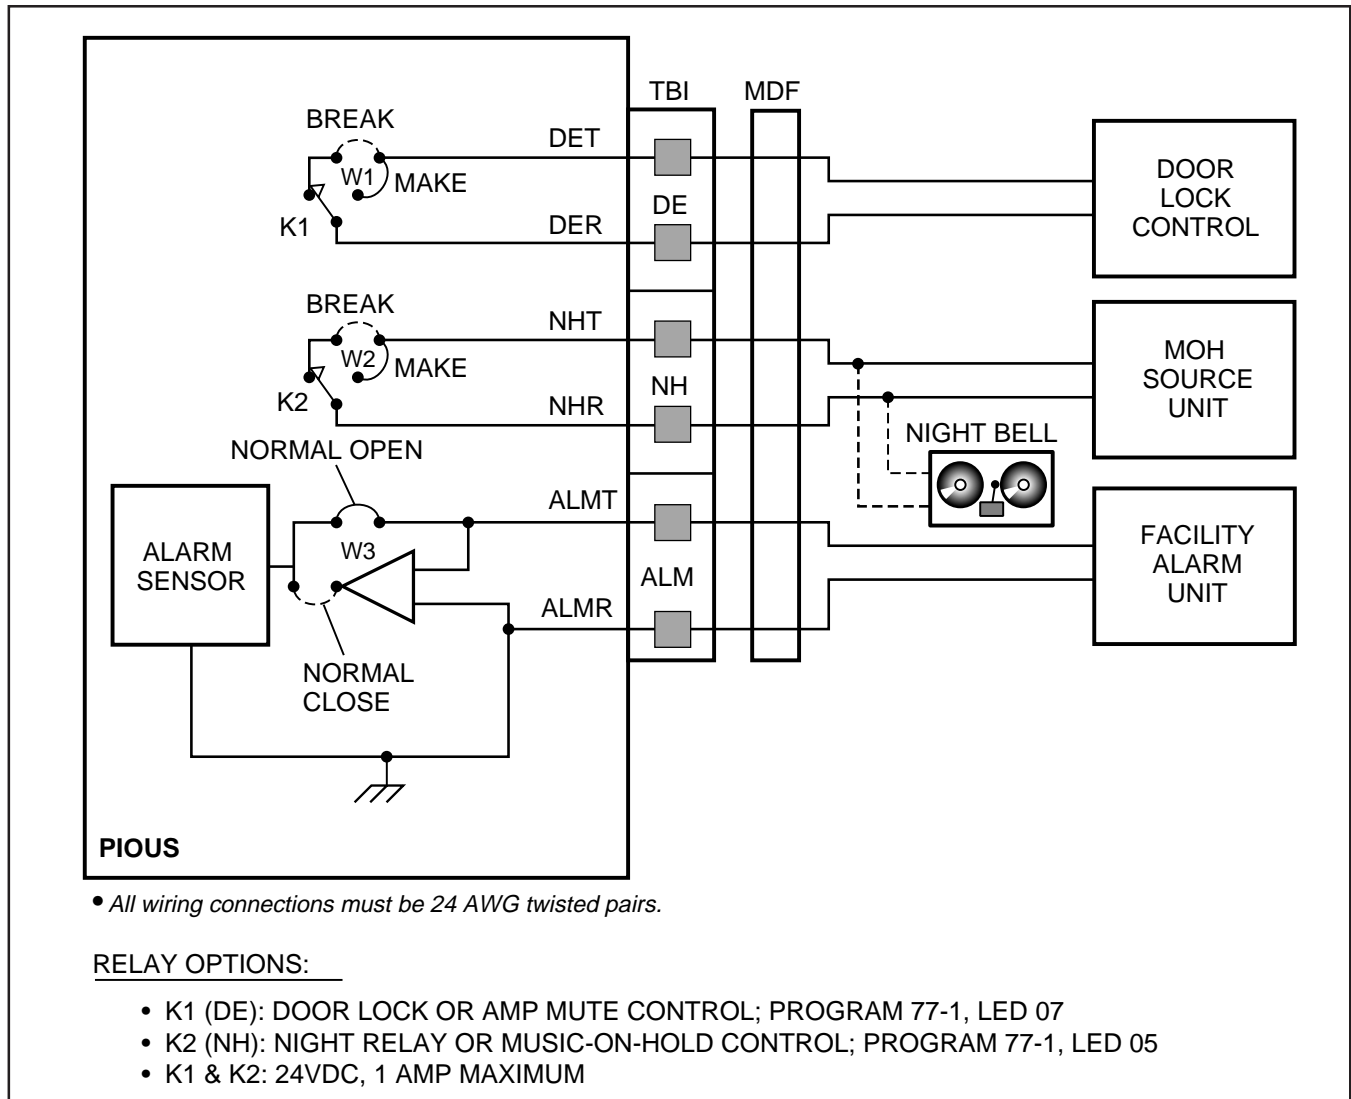 TBI
MDF
BREAK
DET
W1
MAKE
DE
K1
DER
DOOR
LOCK
CONTROL
BREAK
NHT
W2
MAKE
NH
K2
NHR
MOH
SOURCE
UNIT
NORMAL OPEN
NIGHT BELL
ALMT
ALARM
SENSOR
W3
ALM
ALMR
FACILITY
ALARM
UNIT
NORMAL
CLOSE
PIOUS
• All wiring connections must be 24 AWG twisted pairs.
RELAY OPTIONS:
• K1 (DE): DOOR LOCK OR AMP MUTE CONTROL; PROGRAM 77-1, LED 07
• K2 (NH): NIGHT RELAY OR MUSIC-ON-HOLD CONTROL; PROGRAM 77-1, LED 05
• K1 & K2: 24VDC, 1 AMP MAXIMUM